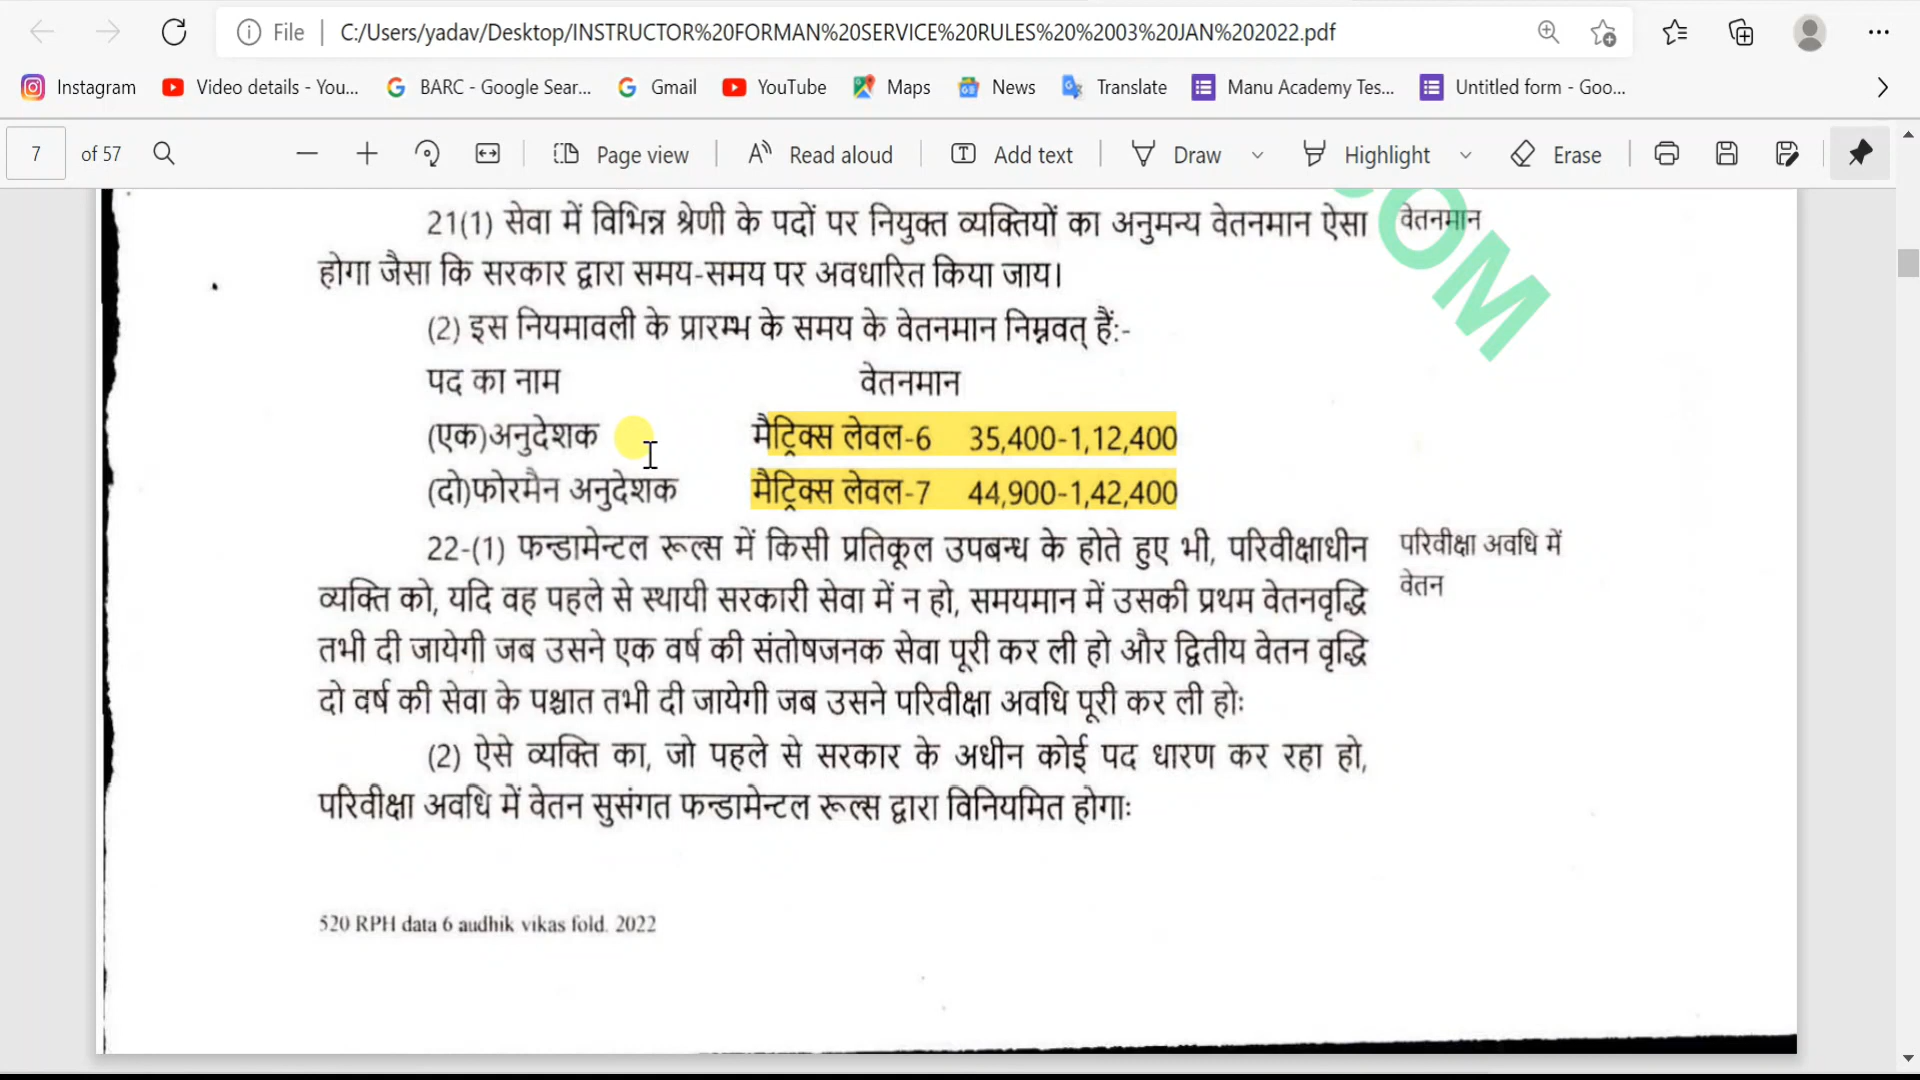 File C:/Users/yadav/Desktop/INSTRUCTOR%20FORMAN%20SERVICE%20RULES%20%2003%20JAN%202022.pdf
Instagram Video details - You... BARC - Google Sear... Gmail YouTube Maps News Translate Manu Academy Tes... Untitled form - Goo...
7 of 57 Page view Read aloud Add text Draw Highlight Erase
21(1) सेवा में विभिन्न श्रेणी के पदों पर नियुक्त व्यक्तियों का अनुमन्य वेतनमान ऐसा वेतनमान
होगा जैसा कि सरकार द्वारा समय-समय पर अवधारित किया जाय।
COM
(2) इस नियमावली के प्रारम्भ के समय के वेतनमान निम्नवत् हैं:-
पद का नाम वेतनमान
(एक)अनुदेशक मैट्रिक्स लेवल-6 35,400-1,12,400
(दो)फोरमैन अनुदेशक मैट्रिक्स लेवल-7 44,900-1,42,400
22-(1) फन्डामेन्टल रूल्स में किसी प्रतिकूल उपबन्ध के होते हुए भी, परिवीक्षाधीन परिवीक्षा अवधि में
व्यक्ति को, यदि वह पहले से स्थायी सरकारी सेवा में न हो, समयमान में उसकी प्रथम वेतनवृद्धि वेतन
तभी दी जायेगी जब उसने एक वर्ष की संतोषजनक सेवा पूरी कर ली हो और द्वितीय वेतन वृद्धि
दो वर्ष की सेवा के पश्चात तभी दी जायेगी जब उसने परिवीक्षा अवधि पूरी कर ली होः
(2) ऐसे व्यक्ति का, जो पहले से सरकार के अधीन कोई पद धारण कर रहा हो,
परिवीक्षा अवधि में वेतन सुसंगत फन्डामेन्टल रूल्स द्वारा विनियमित होगाः
520 RPH data 6 audhik vikas fold. 2022